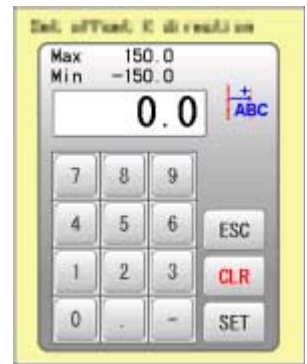 Set offset X direction
Max 150.0
Min -150.0
0.0
+
ABC
7 8 9
4 5 6 ESC
1 2 3 CLR
0 . - SET